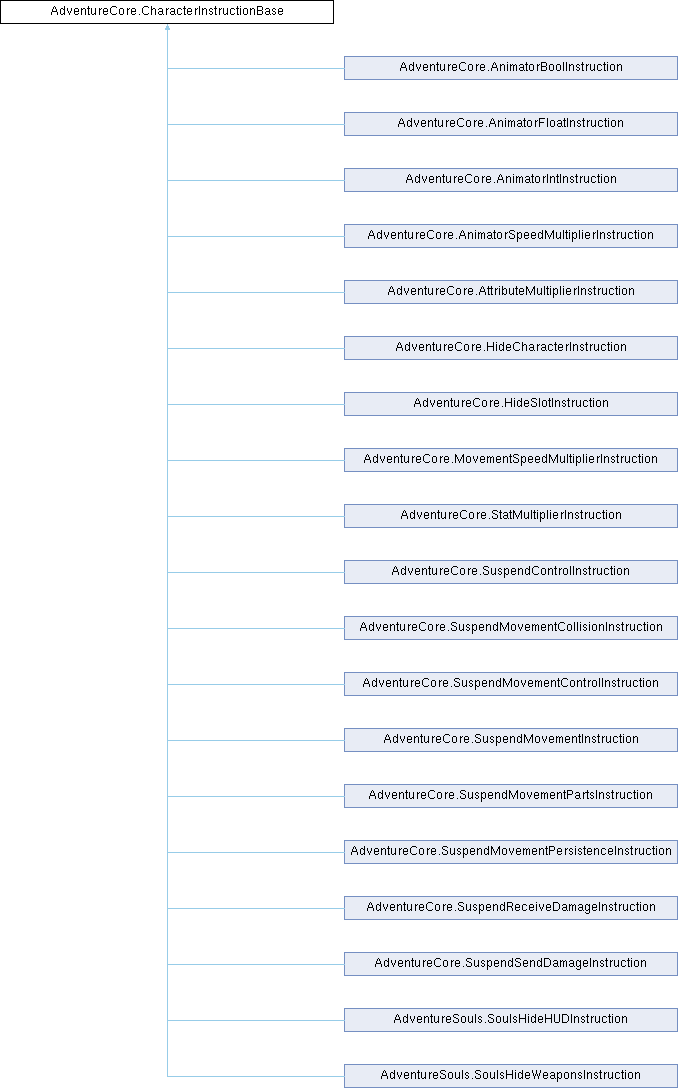 AdventureCore.CharacterInstructionBase
AdventureCore.AnimatorBoolInstruction
AdventureCore.AnimatorFloatInstruction
AdventureCore.AnimatorIntInstruction
AdventureCore.AnimatorSpeedMultiplierInstruction
AdventureCore.AttributeMultiplierInstruction
AdventureCore.HideCharacterInstruction
AdventureCore.HideSlotInstruction
AdventureCore.MovementSpeedMultiplierInstruction
AdventureCore.StatMultiplierInstruction
AdventureCore.SuspendControlInstruction
AdventureCore.SuspendMovementCollisionInstruction
AdventureCore.SuspendMovementControlInstruction
AdventureCore.SuspendMovementInstruction
AdventureCore.SuspendMovementPartsInstruction
AdventureCore.SuspendMovementPersistenceInstruction
AdventureCore.SuspendReceiveDamageInstruction
AdventureCore.SuspendSendDamageInstruction
AdventureSouls.SoulsHideHUDInstruction
AdventureSouls.SoulsHideWeaponsInstruction